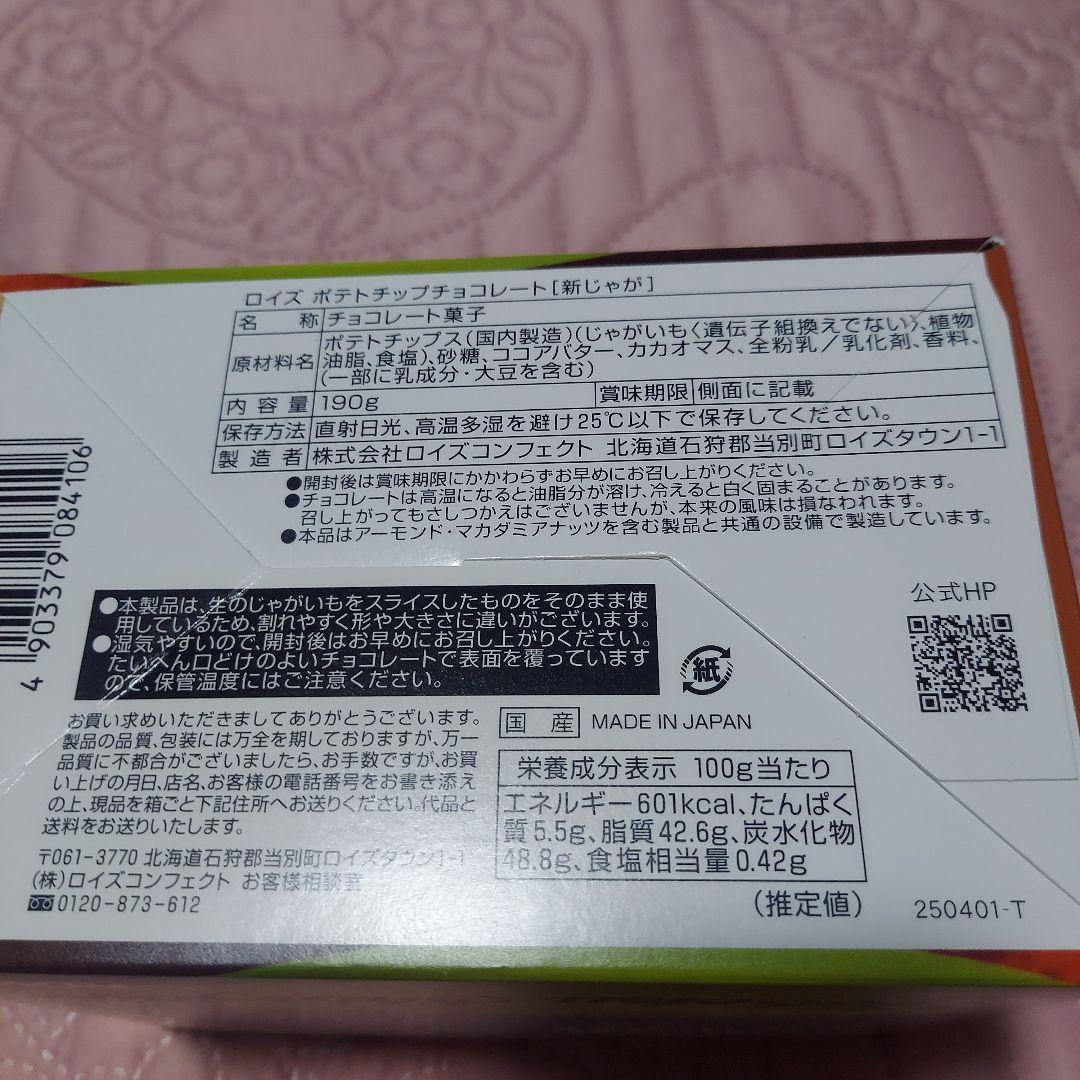 ロイズ ポテトチップチョコレート[新じゃが]
名 称 チョコレート菓子
原材料名 ポテトチップス(国内製造)(じゃがいも〈遺伝子組換えでない〉、植物
油脂、食塩)、砂糖、ココアバター、カカオマス、全粉乳/乳化剤、香料、
(一部に乳成分・大豆を含む)
内容量 190g 賞味期限 側面に記載
保存方法 直射日光、高温多湿を避け25℃以下で保存してください。
製造者 株式会社ロイズコンフェクト 北海道石狩郡当別町ロイズタウン1-1
●開封後は賞味期限にかかわらずお早めにお召し上がりください。
●チョコレートは高温になると油脂分が溶け、冷えると白く固まることがあります。
召し上がってもさしつかえはございませんが、本来の風味は損なわれます。
●本品はアーモンド・マカダミアナッツを含む製品と共通の設備で製造しています。
4 903379 084106
●本製品は、生のじゃがいもをスライスしたものをそのまま使
用しているため、割れやすく形や大きさに違いがございます。
●湿気やすいので、開封後はお早めにお召し上がりください。
たいへん口どけのよいチョコレートで表面を覆っています
ので、保管温度にはご注意ください。
紙
公式HP
お買い求めいただきましてありがとうございます。
製品の品質、包装には万全を期しておりますが、万一
品質に不都合がございましたら、お手数ですが、お買
い上げの月日、店名、お客様の電話番号をお書き添え
の上、現品を箱ごと下記住所へお送りください。代品と
送料をお送りいたします。
〒061-3770 北海道石狩郡当別町ロイズタウン1-1
(株)ロイズコンフェクト お客様相談室
0120-873-612
国 産 MADE IN JAPAN
栄養成分表示 100g当たり
エネルギー601kcal、たんぱく
質5.5g、脂質42.6g、炭水化物
48.8g、食塩相当量0.42g
(推定値)
250401-T